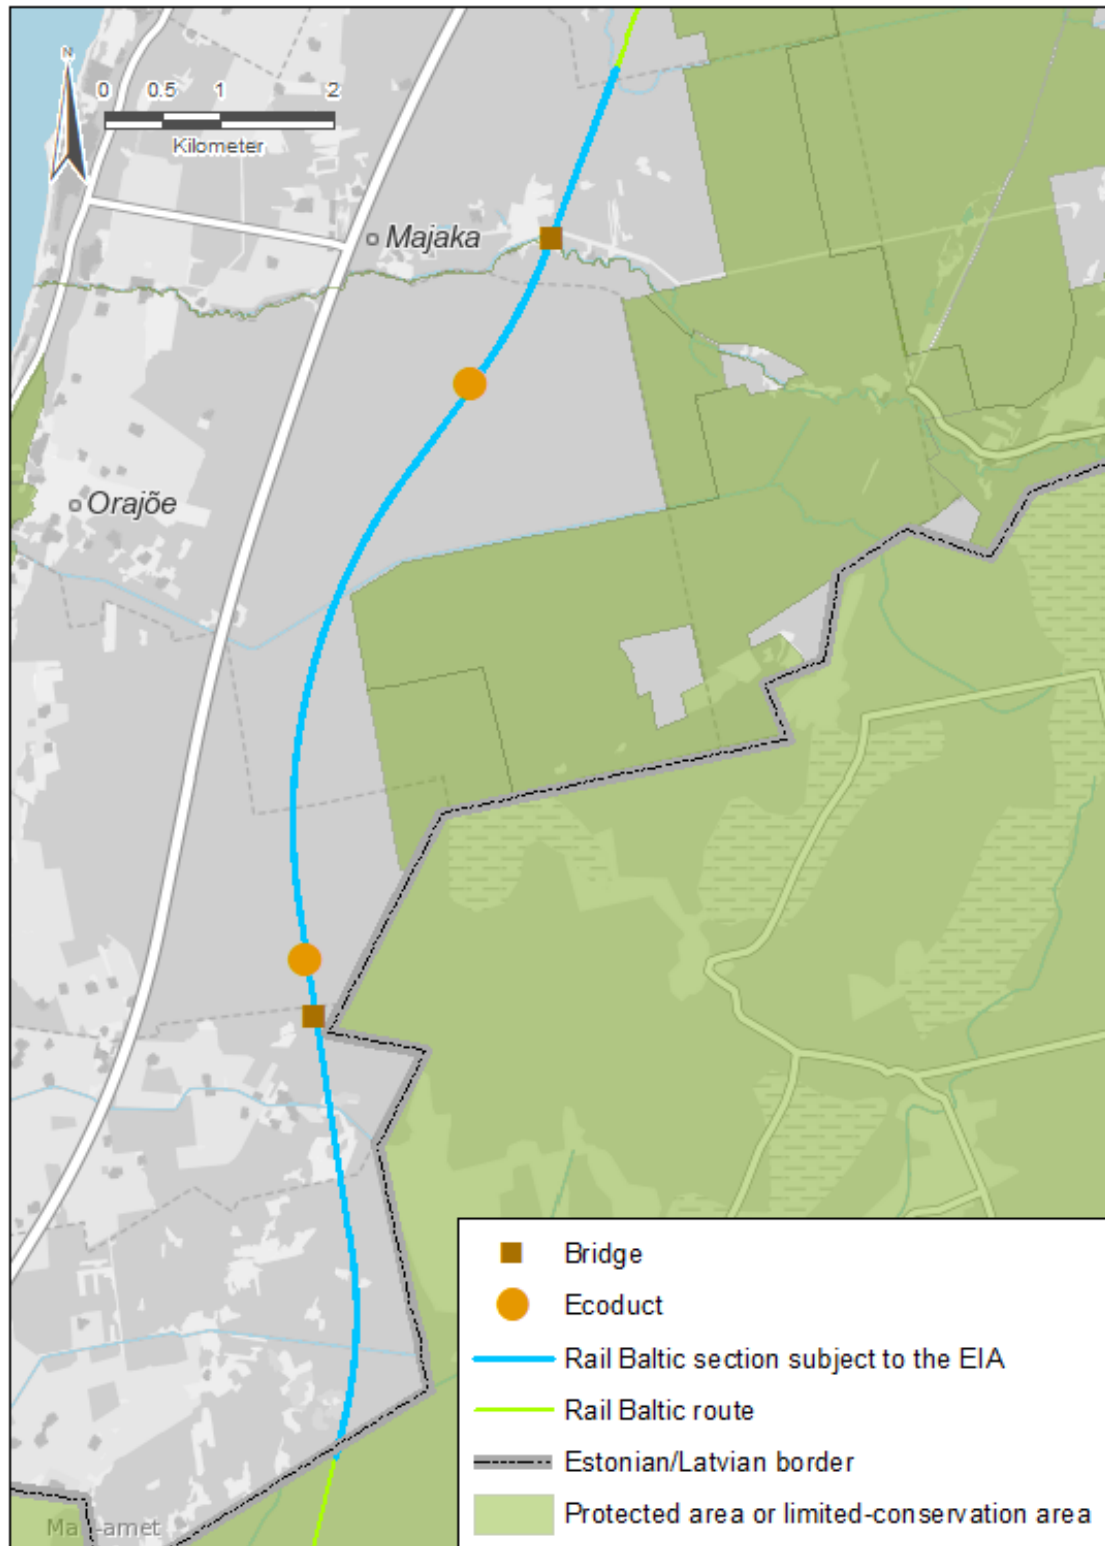 N
0 0.5 1 2
Kilometer
Majaka
Orajõe
Bridge
Ecoduct
Rail Baltic section subject to the EIA
Rail Baltic route
Estonian/Latvian border
Protected area or limited-conservation area